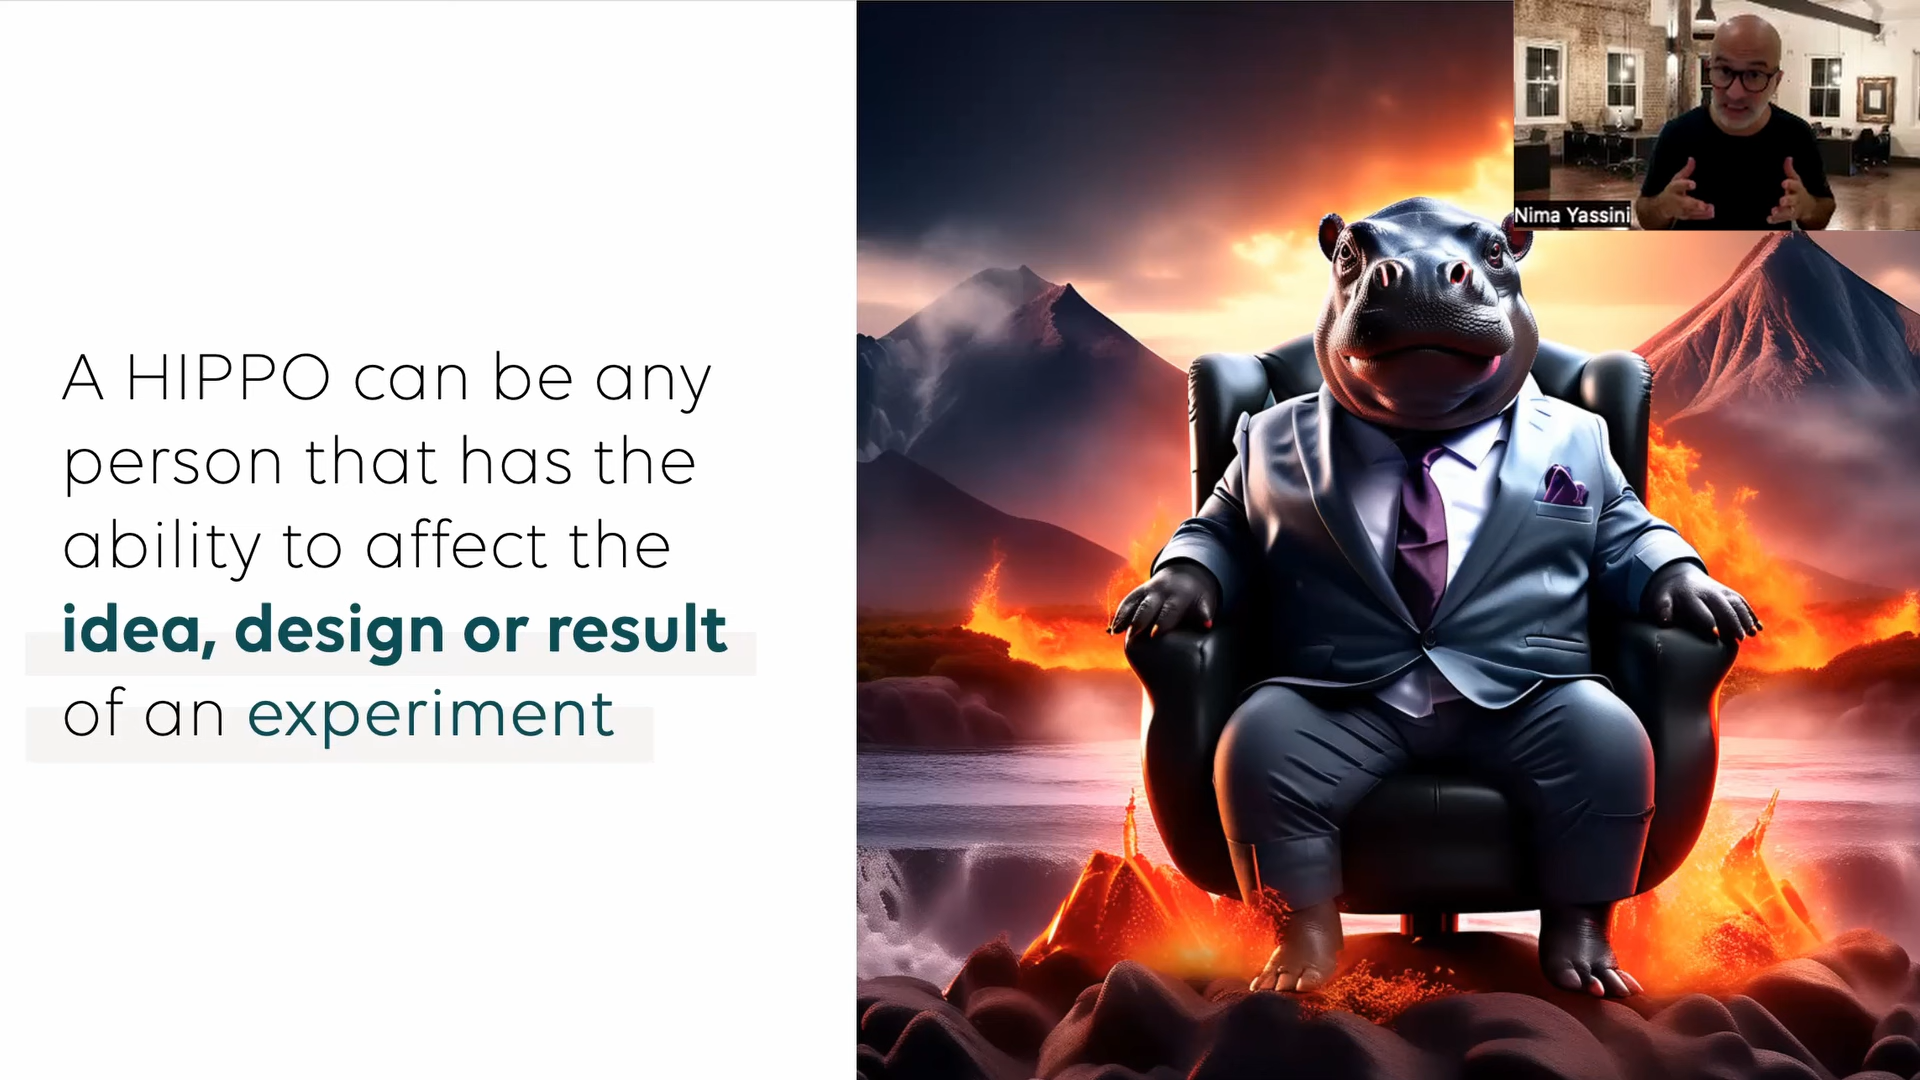 A HIPPO can be any
person that has the
ability to affect the
idea, design or result
of an experiment
Nima Yassini